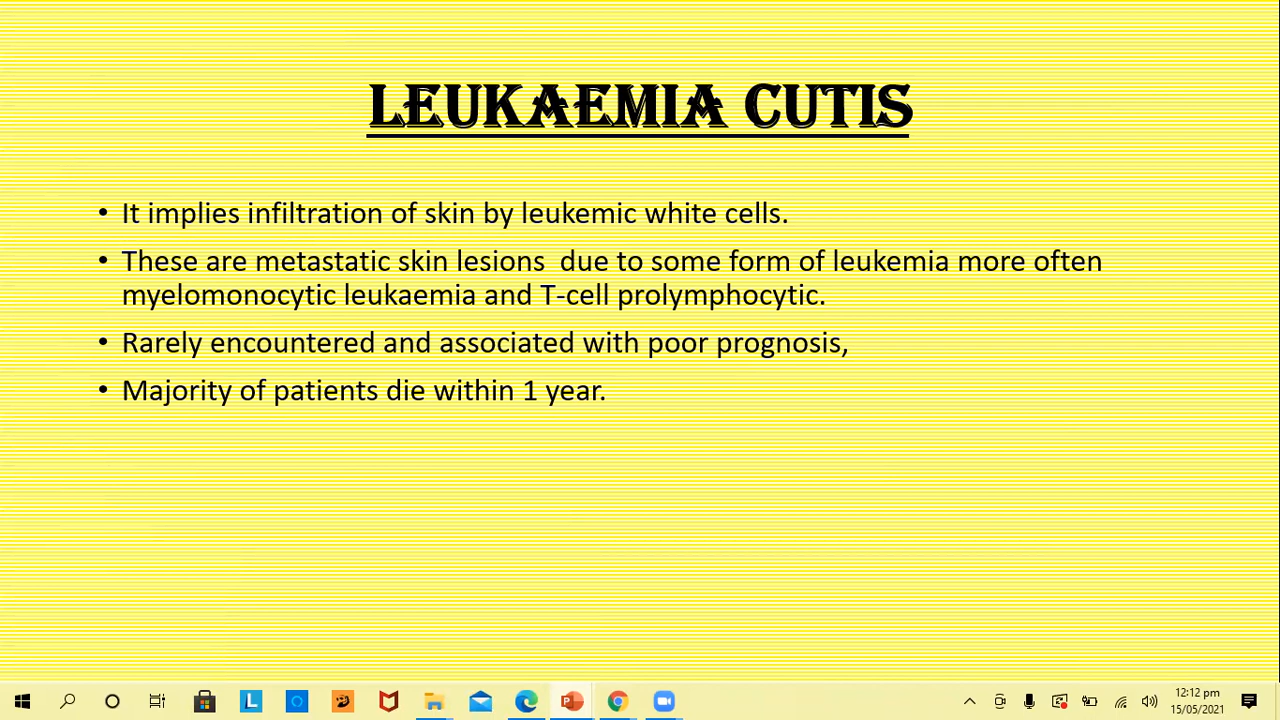 LEUKAEMIA CUTIS
• It implies infiltration of skin by leukemic white cells.
• These are metastatic skin lesions  due to some form of leukemia more often
myelomonocytic leukaemia and T-cell prolymphocytic.
• Rarely encountered and associated with poor prognosis,
• Majority of patients die within 1 year.
L
P
12:12 pm
15/05/2021